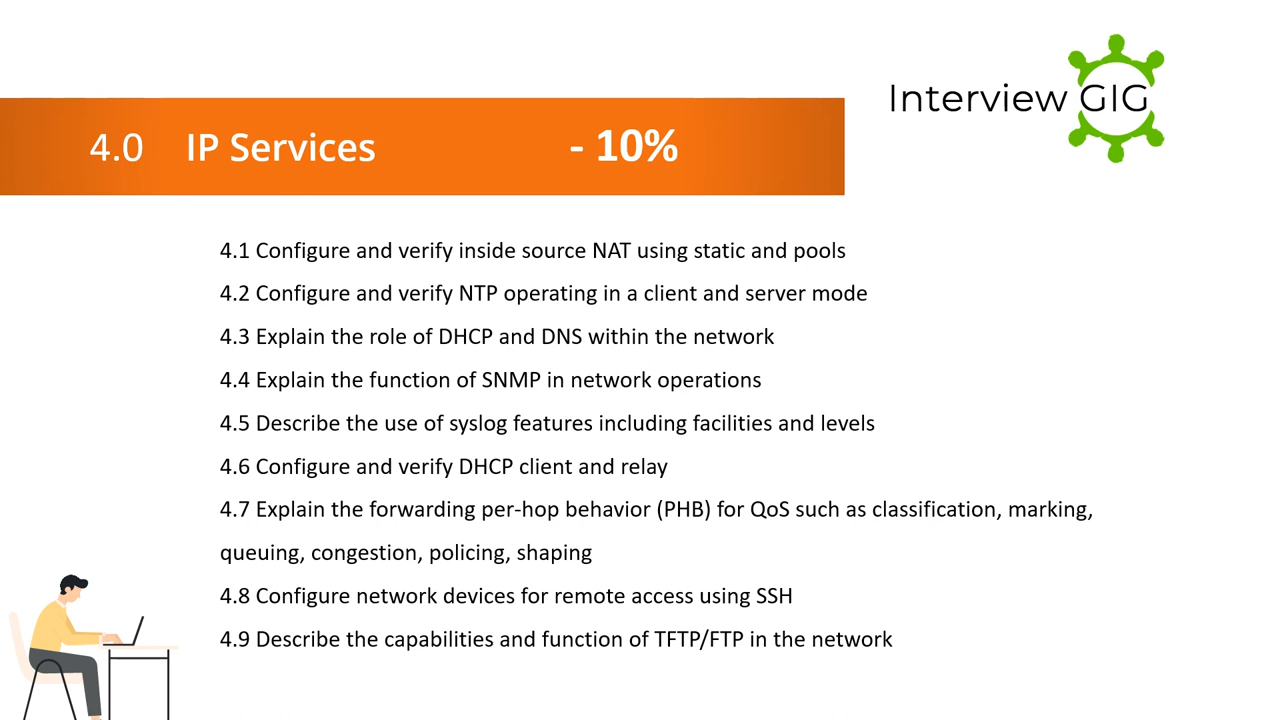 Interview GIG
4.0 IP Services - 10%
4.1 Configure and verify inside source NAT using static and pools
4.2 Configure and verify NTP operating in a client and server mode
4.3 Explain the role of DHCP and DNS within the network
4.4 Explain the function of SNMP in network operations
4.5 Describe the use of syslog features including facilities and levels
4.6 Configure and verify DHCP client and relay
4.7 Explain the forwarding per-hop behavior (PHB) for QoS such as classification, marking,
queuing, congestion, policing, shaping
4.8 Configure network devices for remote access using SSH
4.9 Describe the capabilities and function of TFTP/FTP in the network